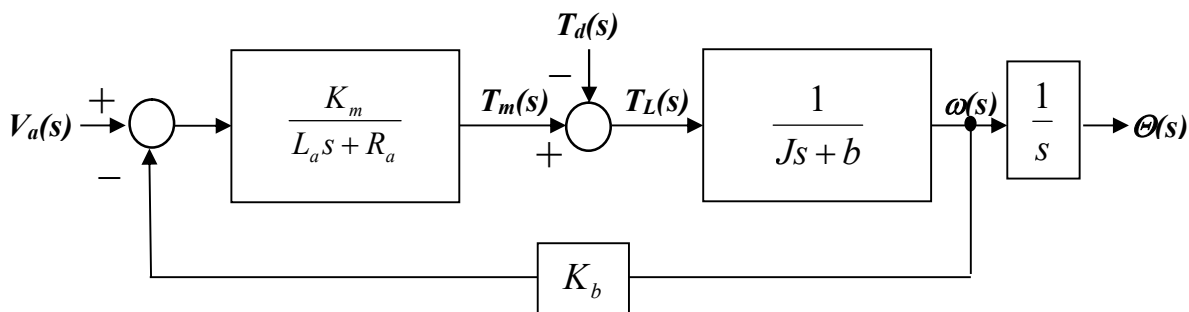 T_d(s)
−
+
V_a(s)
−
K_m
L_a s + R_a
T_m(s)
+
T_L(s)
1
Js + b
ω(s)
1
s
Θ(s)
K_b